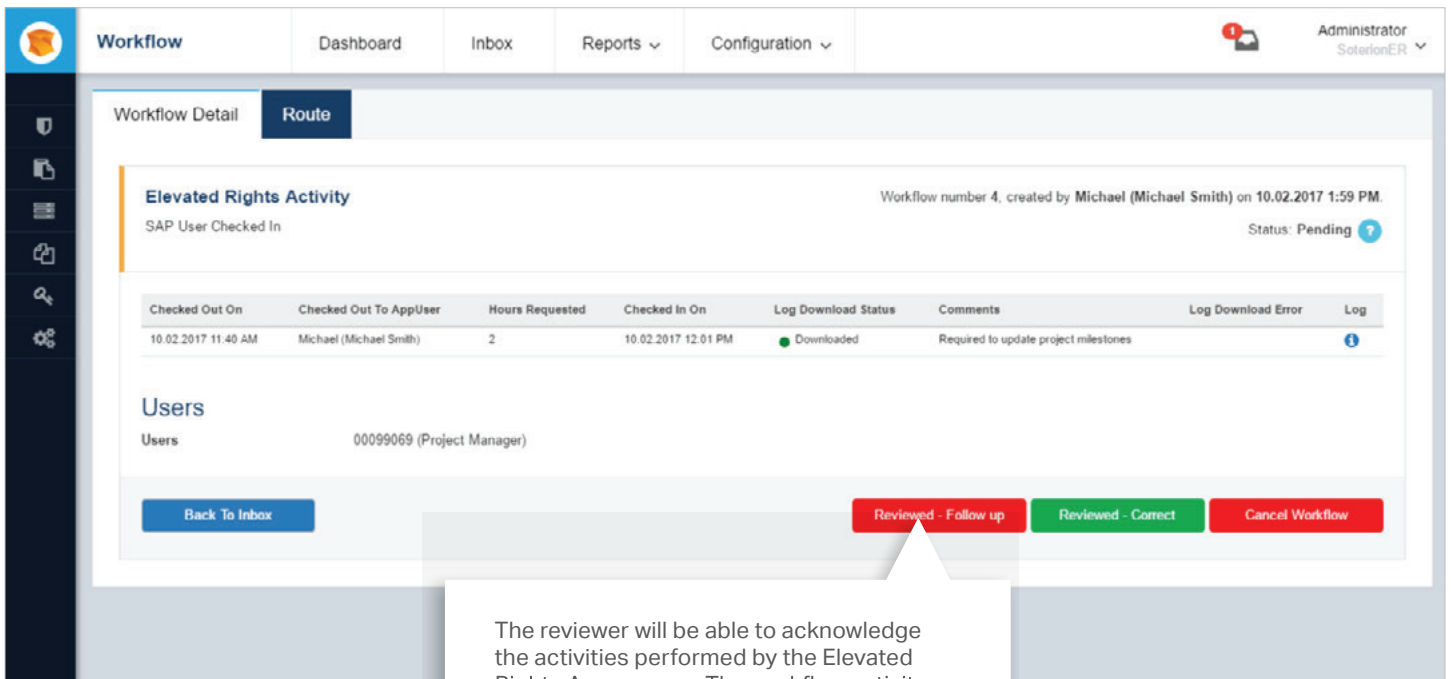 Workflow Dashboard Inbox Reports Configuration 1 Administrator
SoterionER
Workflow Detail Route
Elevated Rights Activity
Workflow number 4, created by Michael (Michael Smith) on 10.02.2017 1:59 PM.
SAP User Checked In
Status: Pending ?
Checked Out On Checked Out To AppUser Hours Requested Checked In On Log Download Status Comments Log Download Error Log
10.02.2017 11.40 AM Michael (Michael Smith) 2 10.02.2017 12.01 PM Downloaded Required to update project milestones
Users
Users 00099069 (Project Manager)
Back To Inbox Reviewed - Follow up Reviewed - Correct Cancel Workflow
The reviewer will be able to acknowledge
the activities performed by the Elevated